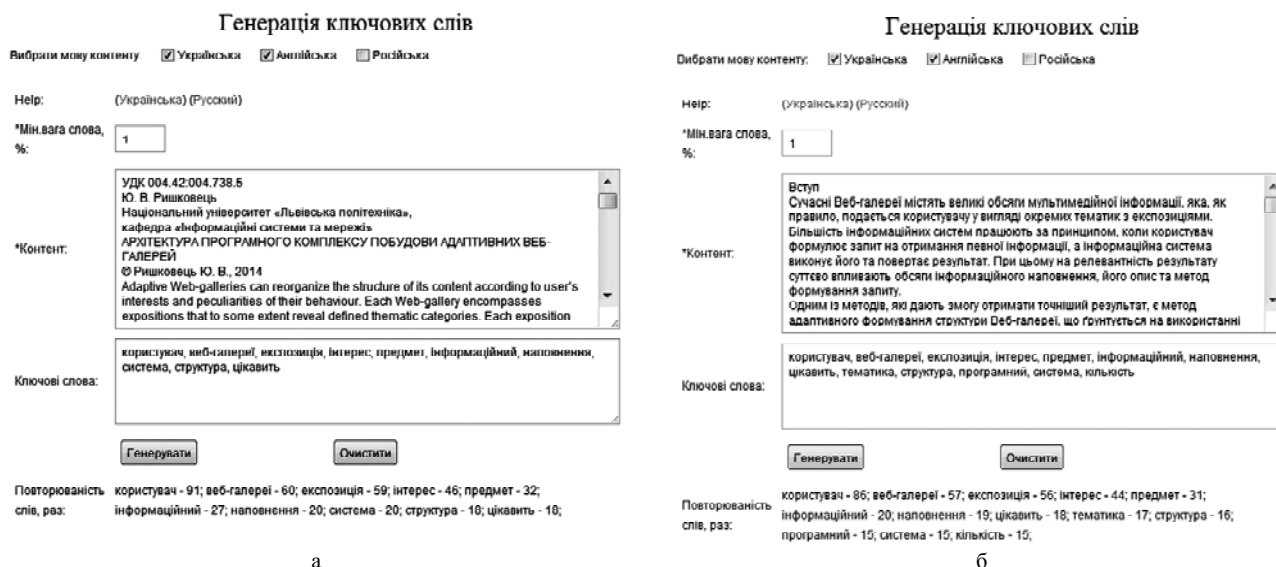 Генерація ключових слів
Вибрати мову контенту Українська Англійська Російська
Help: (Українська) (Русский)
*Мін.вага слова, %: 1
*Контент:
УДК 004.42:004.738.5
Ю. В. Ришковець
Національний університет «Львівська політехніка»,
кафедра «Інформаційні системи та мережі»
АРХІТЕКТУРА ПРОГРАМНОГО КОМПЛЕКСУ ПОБУДОВИ АДАПТИВНИХ ВЕБ-
ГАЛЕРЕЙ
© Ришковець Ю. В., 2014
Adaptive Web-galleries can reorganize the structure of its content according to user's
interests and peculiarities of their behaviour. Each Web-gallery encompasses
expositions that to some extent reveal defined thematic categories. Each exposition
Ключові слова:
користувач, веб-галереї, експозиція, інтерес, предмет, інформаційний, наповнення,
система, структура, цікавить
Генерувати Очистити
Повторюваність слів, раз:
користувач - 91; веб-галереї - 60; експозиція - 59; інтерес - 46; предмет - 32;
інформаційний - 27; наповнення - 20; система - 20; структура - 18; цікавить - 18;
а
Генерація ключових слів
Вибрати мову контенту: Українська Англійська Російська
Help: (Українська) (Русский)
*Мін.вага слова, %: 1
*Контент:
Вступ
Сучасні Веб-галереї містять великі обсяги мультимедійної інформації, яка, як
правило, подається користувачу у вигляді окремих тематик з експозиціями.
Більшість інформаційних систем працюють за принципом, коли користувач
формулює запит на отримання певної інформації, а інформаційна система
виконує його та повертає результат. При цьому на релевантність результату
суттєво впливають обсяги інформаційного наповнення, його опис та метод
формування запиту.
Одним із методів, які дають змогу отримати точніший результат, є метод
адаптивного формування структури Веб-галереї, що ґрунтується на використанні
Ключові слова:
користувач, веб-галереї, експозиція, інтерес, предмет, інформаційний, наповнення,
цікавить, тематика, структура, програмний, система, кількість
Генерувати Очистити
Повторюваність слів, раз:
користувач - 86; веб-галереї - 57; експозиція - 56; інтерес - 44; предмет - 31;
інформаційний - 20; наповнення - 19; цікавить - 18; тематика - 17; структура - 16;
програмний - 15; система - 15; кількість - 15;
б